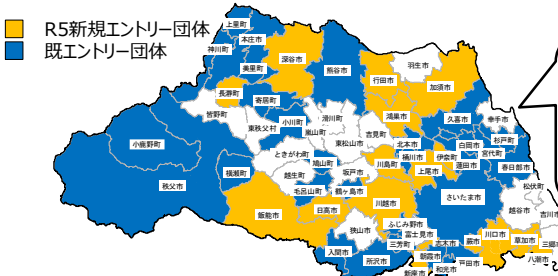 R5新規エントリー団体
既エントリー団体
上里町
本庄市
神川町
美里町
深谷市
熊谷市
行田市
羽生市
加須市
長瀞町
寄居町
皆野町
小川町
滑川町
鴻巣市
久喜市
幸手市
東秩父村
嵐山町
吉見町
北本市
白岡市
杉戸町
東松山市
小鹿野町
ときがわ町
桶川市
伊奈町
宮代町
鳩山町
川島町
蓮田市
春日部市
秩父市
横瀬町
越生町
坂戸市
上尾市
毛呂山町
鶴ヶ島市
さいたま市
松伏町
飯能市
日高市
川越市
越谷市
吉川市
狭山市
ふじみ野市
富士見市
川口市
草加市
入間市
三芳町
志木市
蕨市
三郷
所沢市
朝霞市
戸田市
八潮市
新座市
和光市